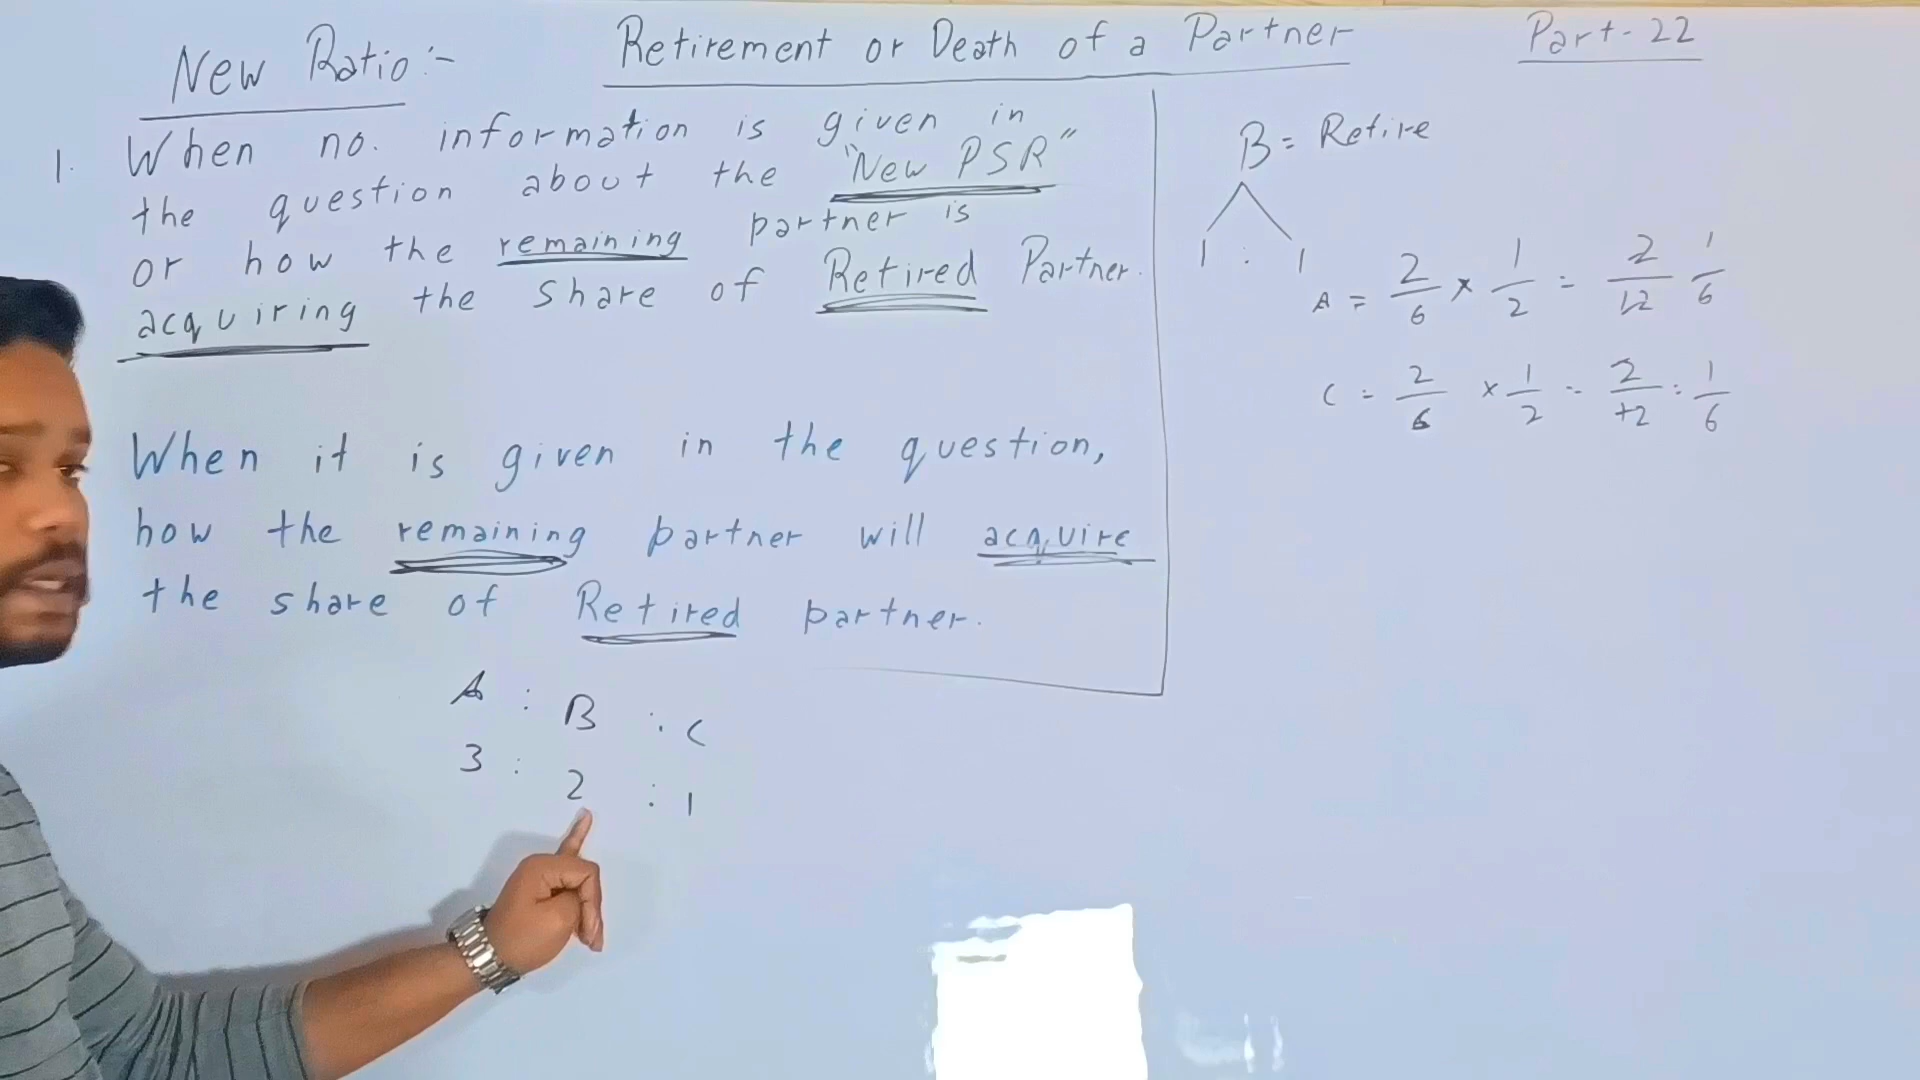 New Ratio :-
Retirement or Death of a Partner
Part-22
1. When no. information is given in
the question about the "New PSR"
or how the remaining partner is
acquiring the share of Retired Partner.
When it is given in the question,
how the remaining partner will acquire
the share of Retired partner.
A : B : C
3 : 2 : 1
B = Retire
1 : 1
A = 2/6 × 1/2 = 2/12 1/6
C = 2/6 × 1/2 = 2/12 = 1/6